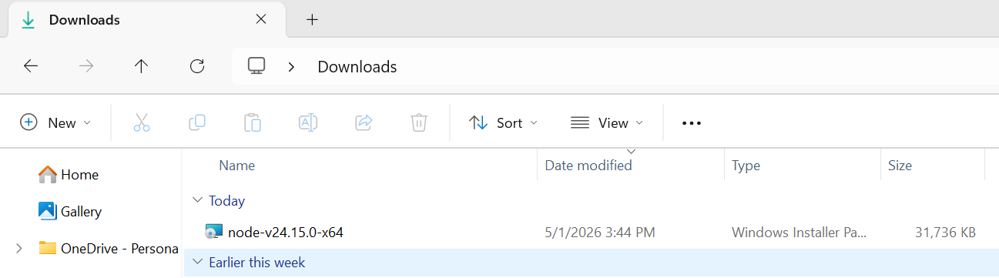 Downloads
Downloads
New
Sort
View
Name Date modified Type Size
Home
Gallery
OneDrive - Persona
Today
node-v24.15.0-x64 5/1/2026 3:44 PM Windows Installer Pa... 31,736 KB
Earlier this week